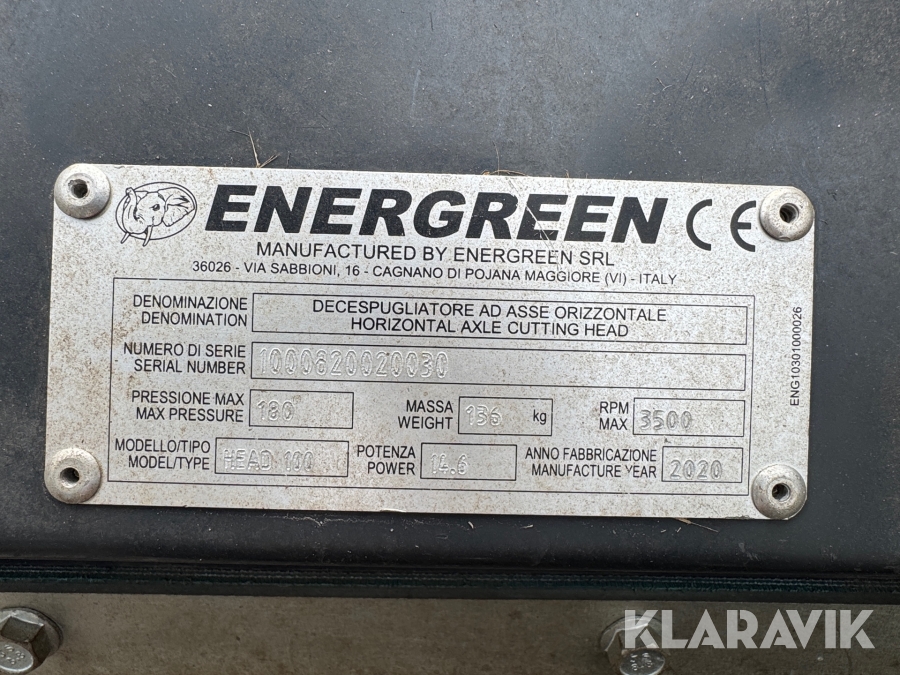 ENERGREEN CE
MANUFACTURED BY ENERGREEN SRL
36026 - VIA SABBIONI, 16 - CAGNANO DI POJANA MAGGIORE (VI) - ITALY
DENOMINAZIONE DECESPUGLIATORE AD ASSE ORIZZONTALE
DENOMINATION HORIZONTAL AXLE CUTTING HEAD
NUMERO DI SERIE
SERIAL NUMBER 1000820020030
PRESSIONE MAX
MAX PRESSURE 180
MASSA
WEIGHT 136 kg
RPM
MAX 3500
MODELLO/TIPO
MODEL/TYPE HEAD 100
POTENZA
POWER 14.6
ANNO FABBRICAZIONE
MANUFACTURE YEAR 2020
ENG10301000026
KLARAVIK